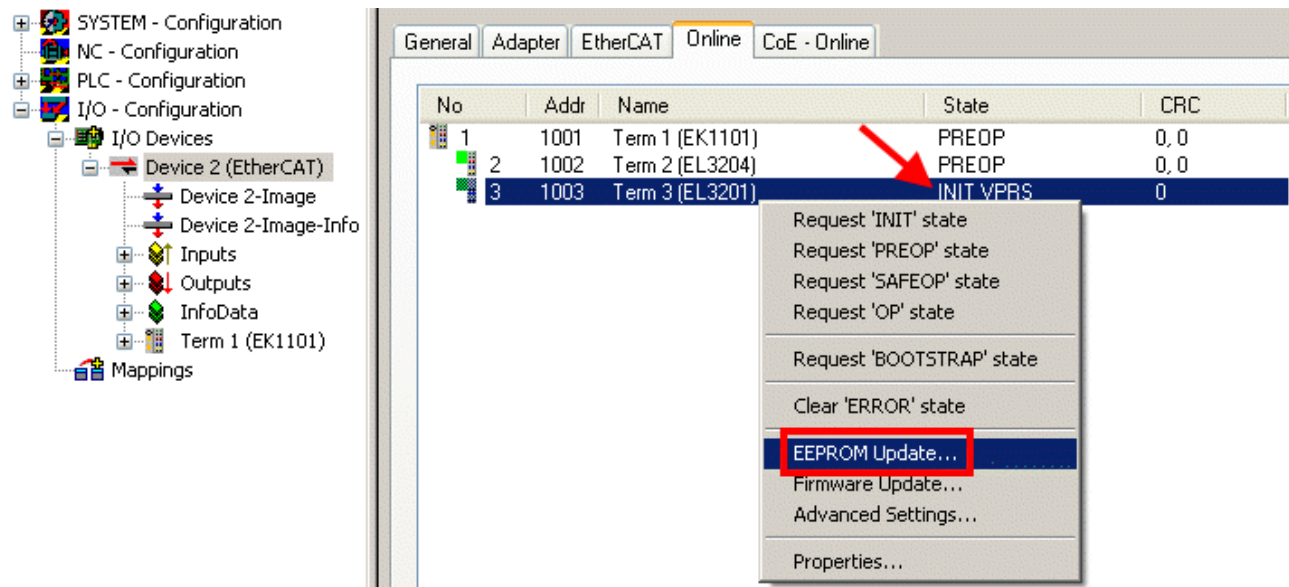 SYSTEM - Configuration
NC - Configuration
PLC - Configuration
I/O - Configuration
I/O Devices
Device 2 (EtherCAT)
Device 2-Image
Device 2-Image-Info
Inputs
Outputs
InfoData
Term 1 (EK1101)
Mappings
General Adapter EtherCAT Online CoE - Online
No Addr Name State CRC
1 1001 Term 1 (EK1101) PREOP 0, 0
2 1002 Term 2 (EL3204) PREOP 0, 0
3 1003 Term 3 (EL3201) INIT VPRS 0
Request 'INIT' state
Request 'PREOP' state
Request 'SAFEOP' state
Request 'OP' state
Request 'BOOTSTRAP' state
Clear 'ERROR' state
EEPROM Update...
Firmware Update...
Advanced Settings...
Properties...